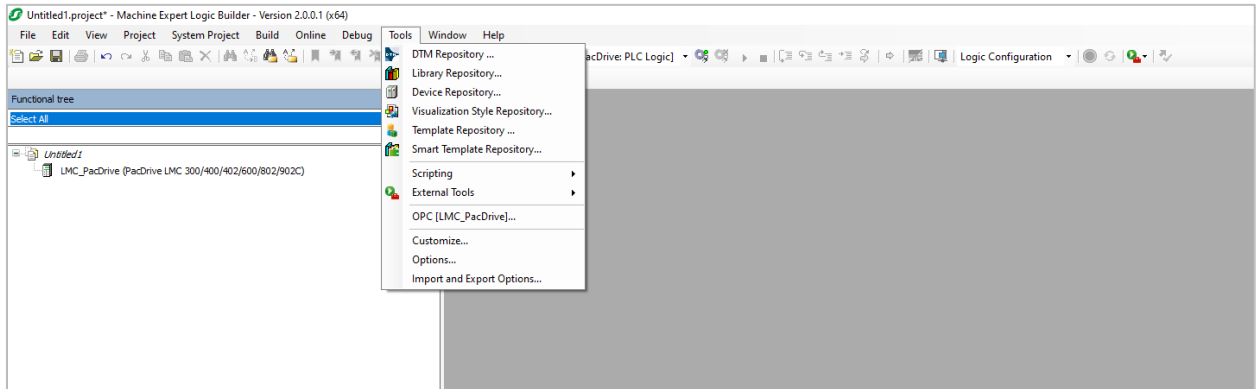 Untitled1.project* - Machine Expert Logic Builder - Version 2.0.0.1 (x64)
File Edit View Project System Project Build Online Debug Tools Window Help
acDrive: PLC Logic] Logic Configuration
Functional tree
Select All
Untitled1
LMC_PacDrive (PacDrive LMC 300/400/402/600/802/902C)
DTM Repository ...
Library Repository...
Device Repository...
Visualization Style Repository...
Template Repository ...
Smart Template Repository...
Scripting
External Tools
OPC [LMC_PacDrive]...
Customize...
Options...
Import and Export Options...